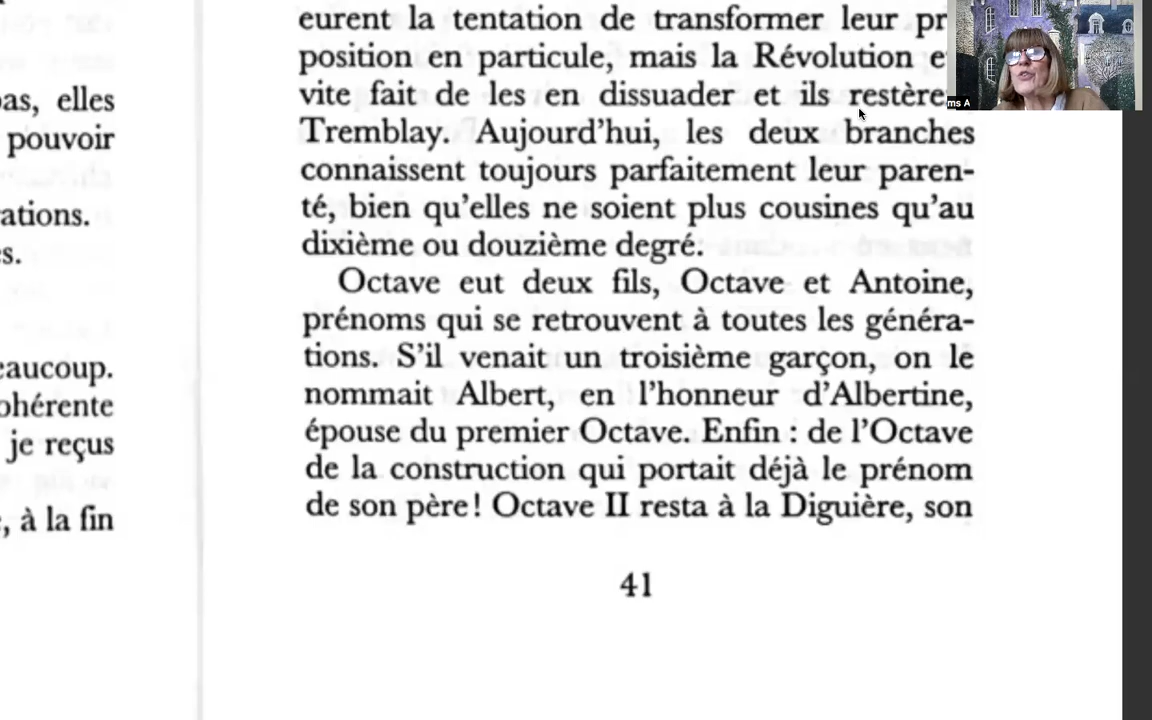 as, elles
pouvoir
ations.
s.
eaucoup.
ohérente
je reçus
, à la fin
eurent la tentation de transformer leur pr
position en particule, mais la Révolution e
vite fait de les en dissuader et ils restère
Tremblay. Aujourd'hui, les deux branches
connaissent toujours parfaitement leur paren-
té, bien qu'elles ne soient plus cousines qu'au
dixième ou douzième degré.
Octave eut deux fils, Octave et Antoine,
prénoms qui se retrouvent à toutes les généra-
tions. S'il venait un troisième garçon, on le
nommait Albert, en l'honneur d'Albertine,
épouse du premier Octave. Enfin : de l'Octave
de la construction qui portait déjà le prénom
de son père! Octave II resta à la Diguière, son
41
ms A